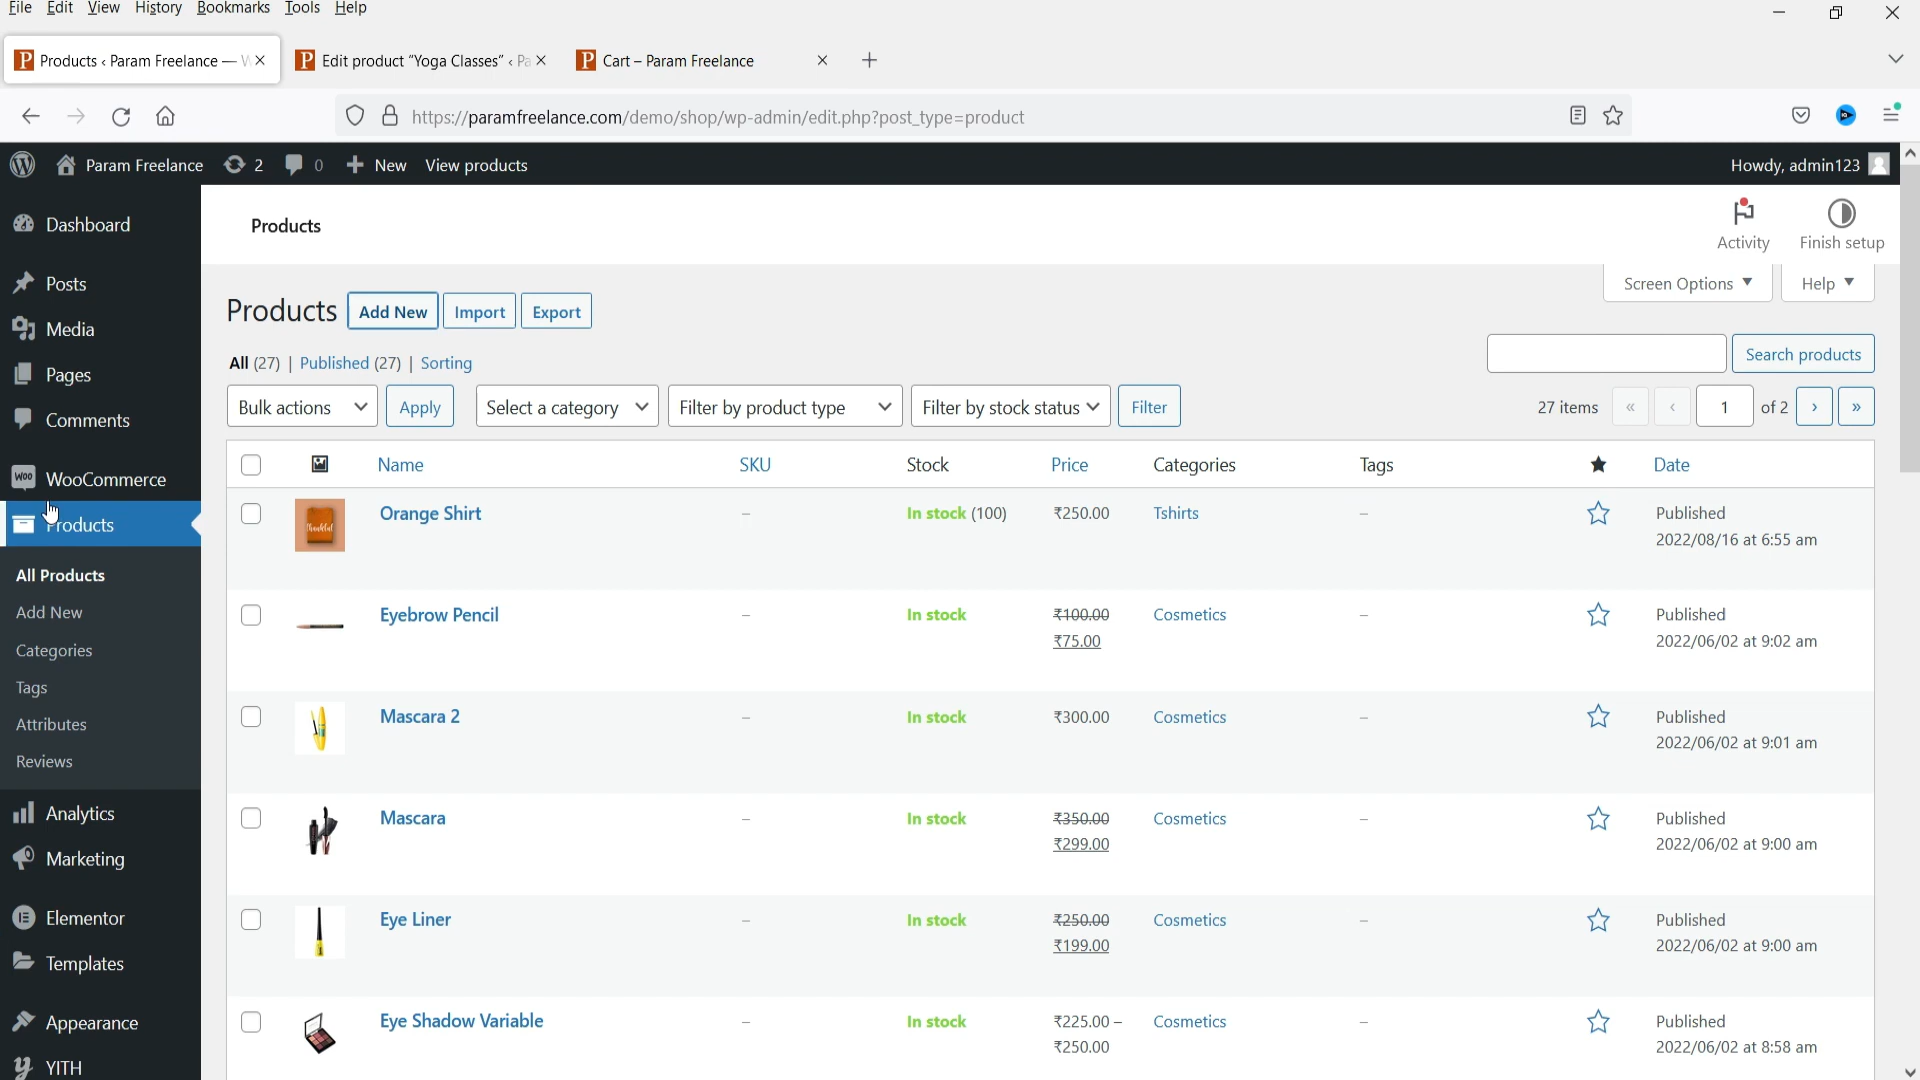 File Edit View History Bookmarks Tools Help
Products ‹ Param Freelance — W
Edit product “Yoga Classes” ‹ Pa
Cart – Param Freelance
https://paramfreelance.com/demo/shop/wp-admin/edit.php?post_type=product
Param Freelance 2 0 New View products
Howdy, admin123
Dashboard
Posts
Media
Pages
Comments
WooCommerce
Products
All Products
Add New
Categories
Tags
Attributes
Reviews
Analytics
Marketing
Elementor
Templates
Appearance
YITH
Products
Activity
Finish setup
Screen Options
Help
Products Add New Import Export
All (27) | Published (27) | Sorting
Search products
Bulk actions Apply Select a category Filter by product type Filter by stock status Filter
27 items « ‹ 1 of 2 › »
Name SKU Stock Price Categories Tags Date
Orange Shirt – In stock (100) ₹250.00 Tshirts – Published
2022/08/16 at 6:55 am
Eyebrow Pencil – In stock ₹100.00 Cosmetics – Published
₹75.00 2022/06/02 at 9:02 am
Mascara 2 – In stock ₹300.00 Cosmetics – Published
2022/06/02 at 9:01 am
Mascara – In stock ₹350.00 Cosmetics – Published
₹299.00 2022/06/02 at 9:00 am
Eye Liner – In stock ₹250.00 Cosmetics – Published
₹199.00 2022/06/02 at 9:00 am
Eye Shadow Variable – In stock ₹225.00 – Cosmetics – Published
₹250.00 2022/06/02 at 8:58 am